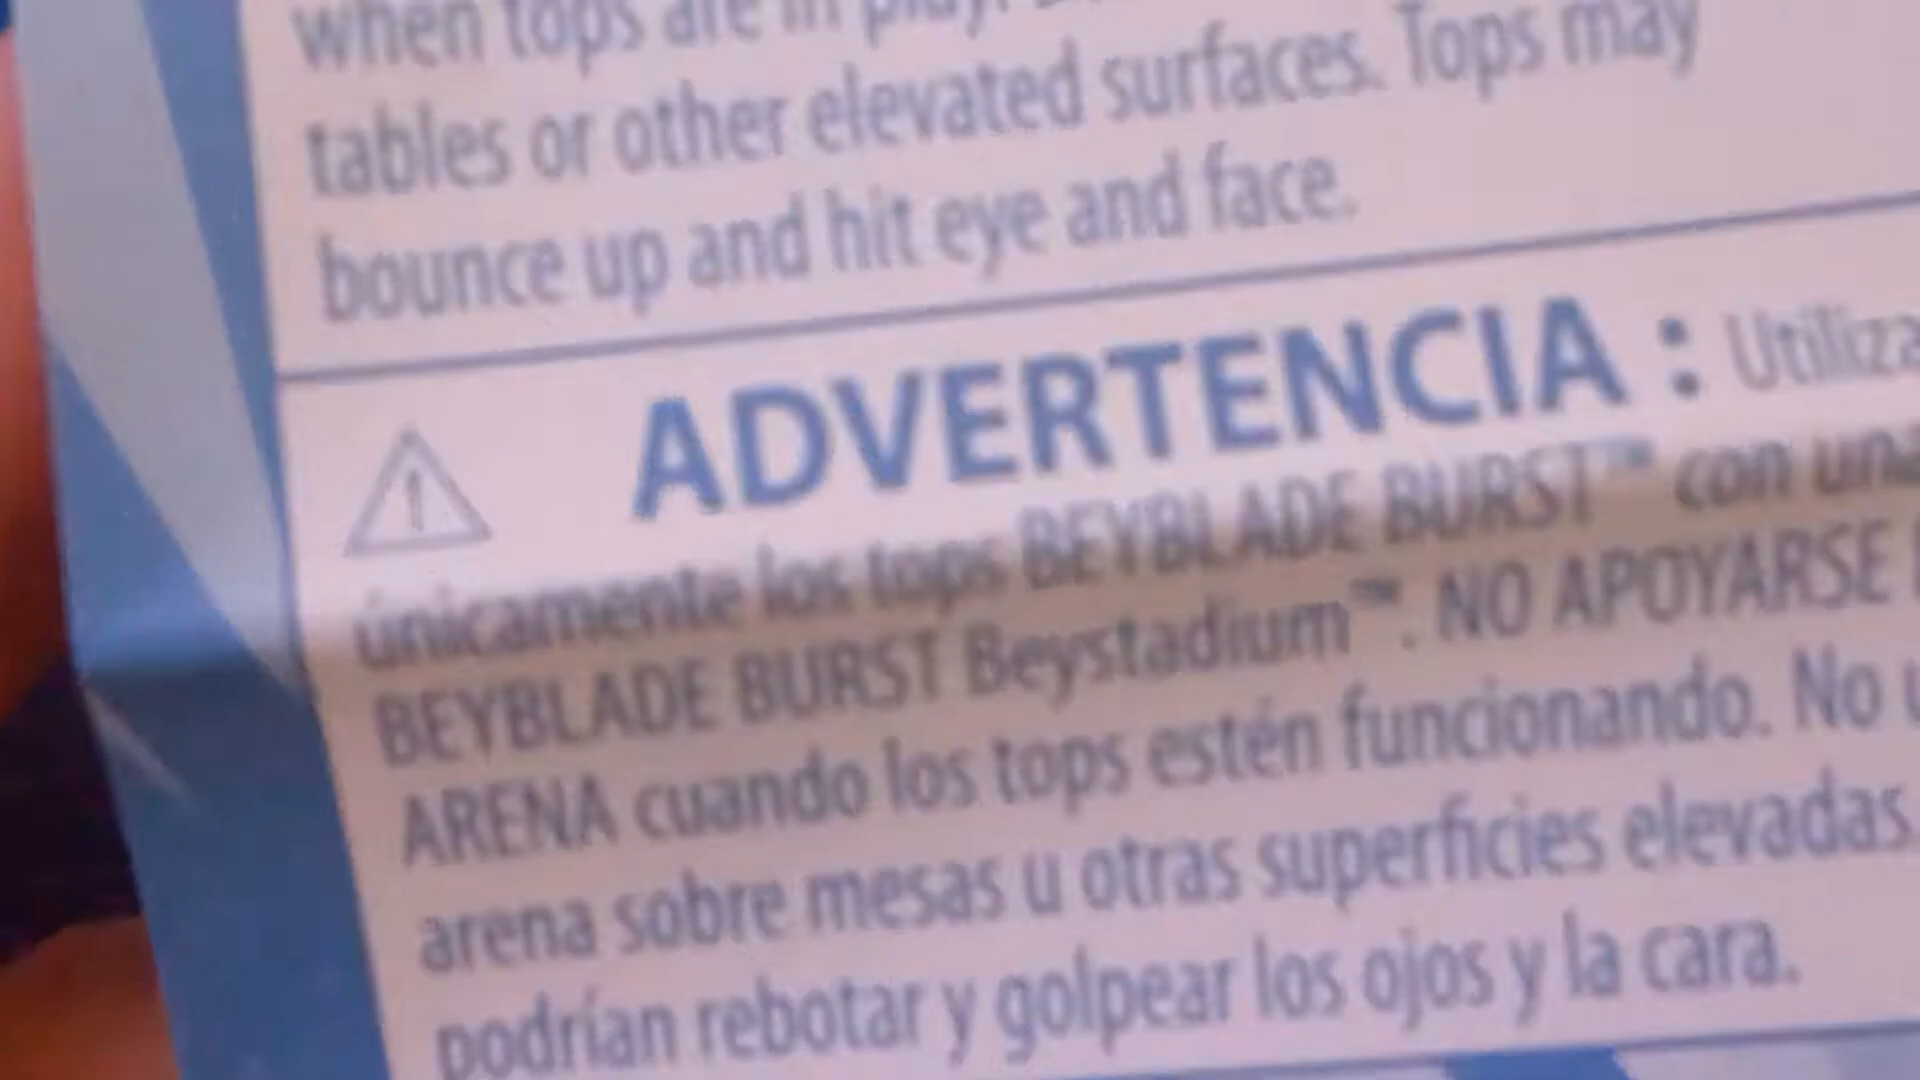 when tops are in play.
tables or other elevated surfaces. Tops may
bounce up and hit eye and face.
ADVERTENCIA : Utiliza
únicamente los tops BEYBLADE BURST™ con una
BEYBLADE BURST Beystadium™. NO APOYARSE
ARENA cuando los tops estén funcionando. No
arena sobre mesas u otras superficies elevadas.
podrían rebotar y golpear los ojos y la cara.